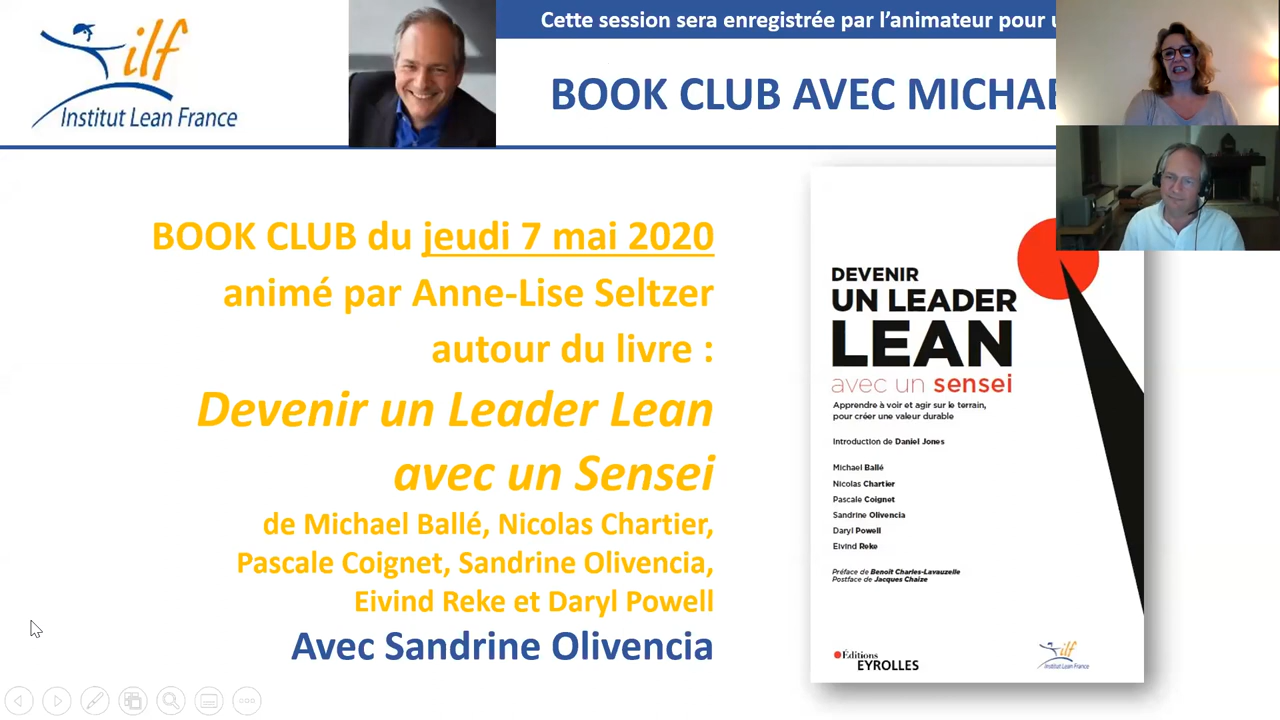 ilf
Institut Lean France
Cette session sera enregistrée par l'animateur pour
BOOK CLUB AVEC
BOOK CLUB du jeudi 7 mai 2020
animé par Anne-Lise Seltzer
autour du livre :
Devenir un Leader Lean
avec un Sensei
de Michael Ballé, Nicolas Chartier,
Pascale Coignet, Sandrine Olivencia,
Eivind Reke et Daryl Powell
Avec Sandrine Olivencia
DEVENIR
UN LEADER
LEAN
avec un sensei
Apprendre à voir et agir sur le terrain,
pour créer une valeur durable
Introduction de Daniel Jones
Michael Ballé
Nicolas Chartier
Pascale Coignet
Sandrine Olivencia
Daryl Powell
Eivind Reke
Préface de Benoît Charles-Lavauzelle
Postface de Jacques Chaize
Éditions
EYROLLES
ilf
Institut Lean France